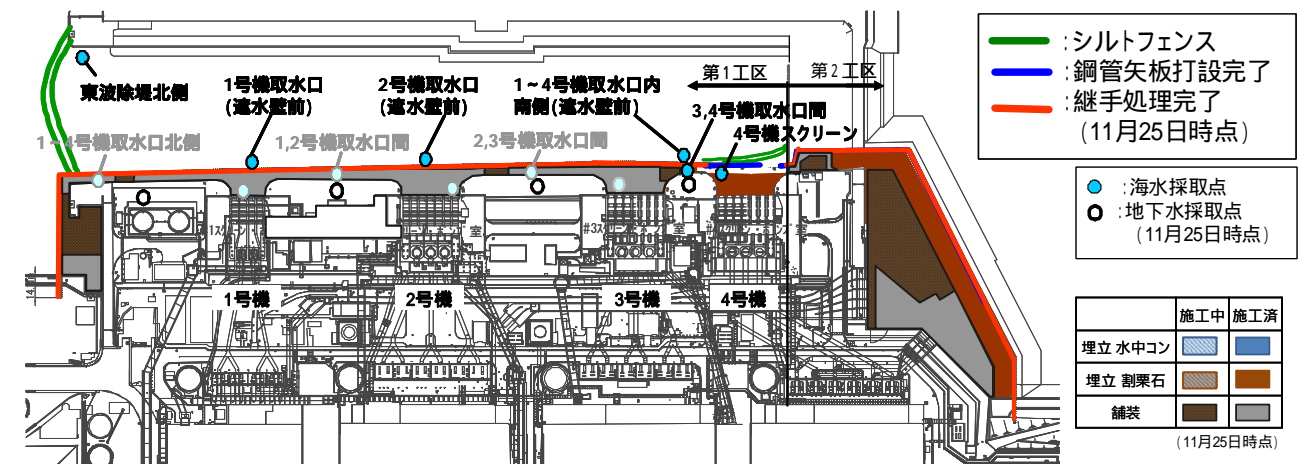 東波除堤北側
1号機取水口
(遮水壁前)
2号機取水口
(遮水壁前)
1~4号機取水口内
南側(遮水壁前)
第1工区
第2工区
3,4号機取水口間
4号機スクリーン
1~4号機取水口北側
1,2号機取水口間
2,3号機取水口間
1号機
2号機
3号機
4号機
:シルトフェンス
:鋼管矢板打設完了
:継手処理完了
(11月25日時点)
:海水採取点
:地下水採取点
(11月25日時点)
施工中 施工済
埋立 水中コン
埋立 割栗石
舗装
(11月25日時点)